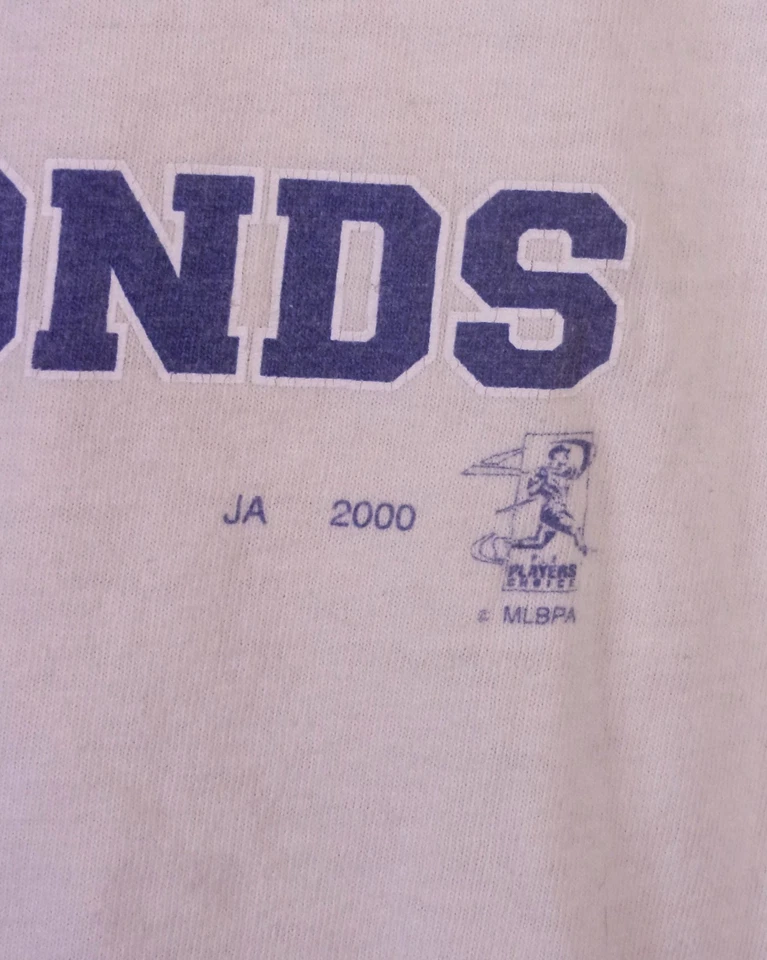 ONDS
JA 2000
PLAYERS
CHOICE
© MLBPA